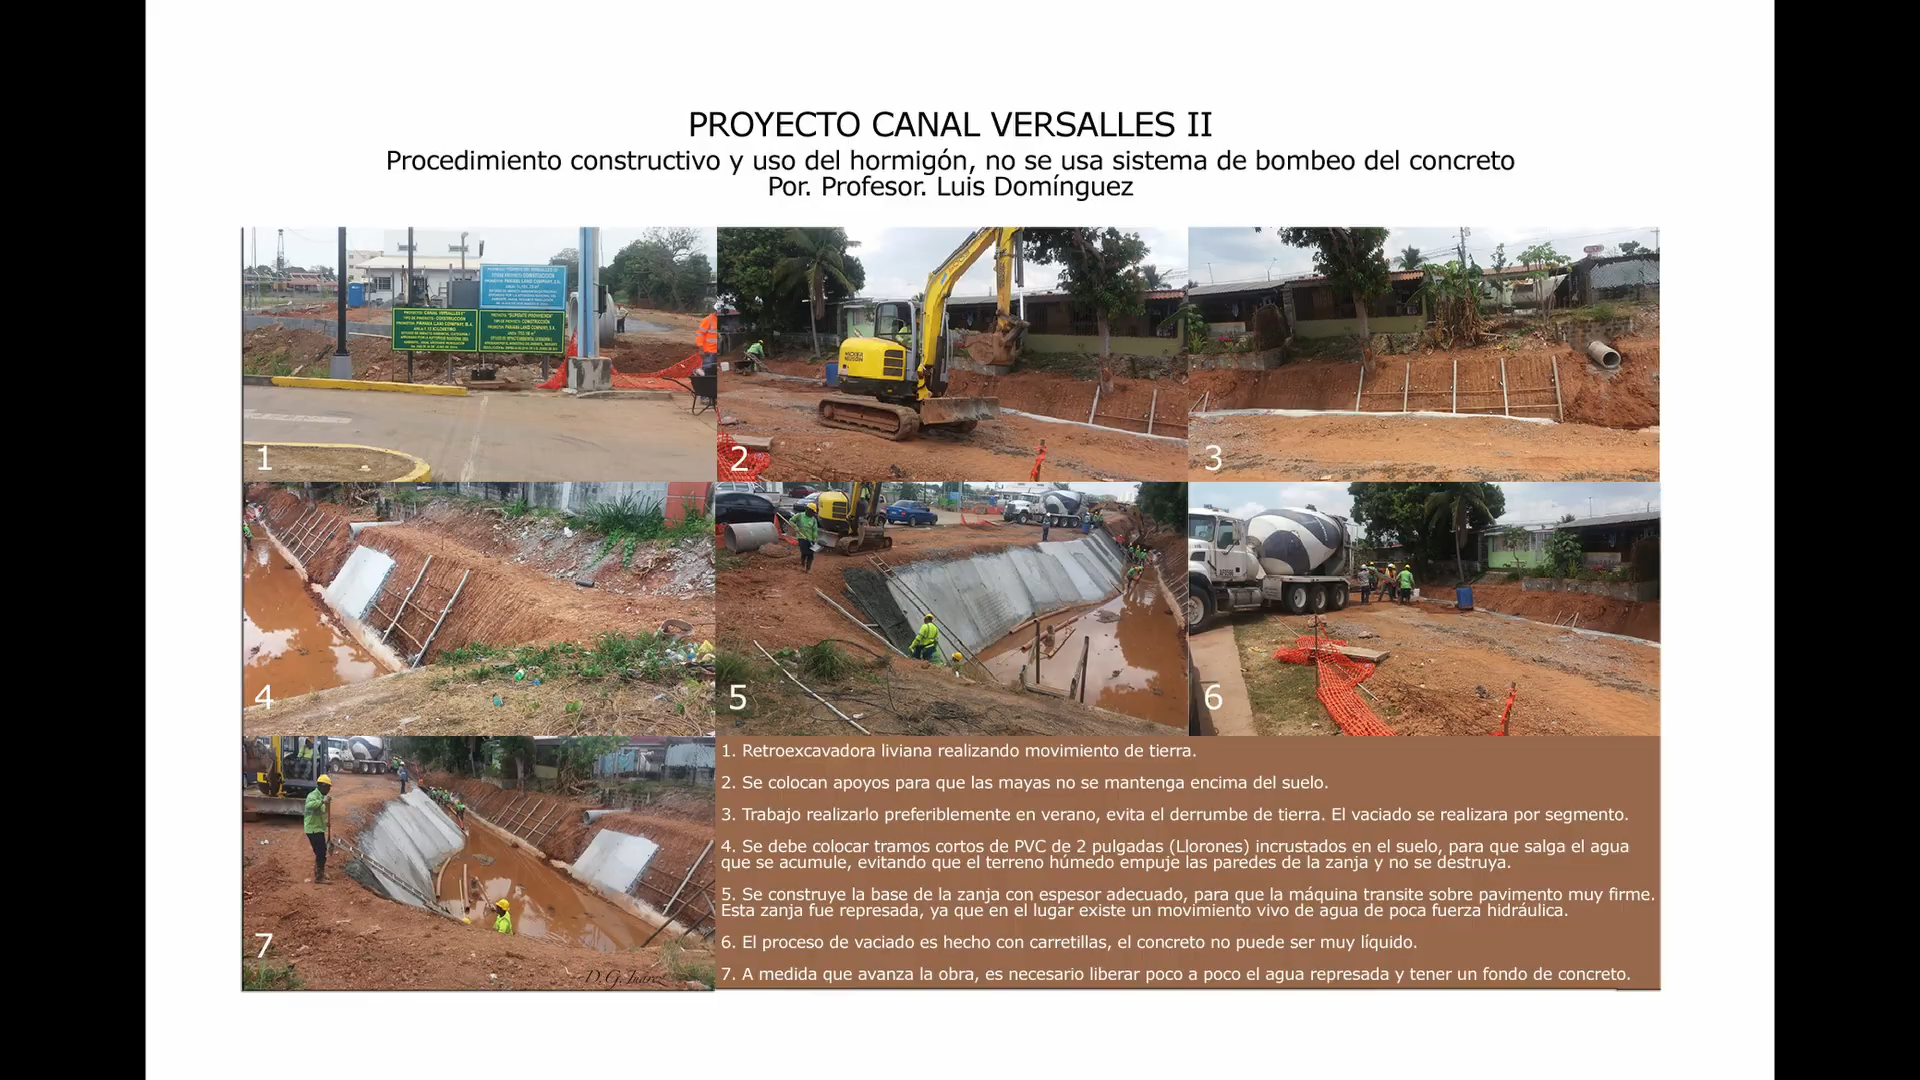 PROYECTO CANAL VERSALLES II
Procedimiento constructivo y uso del hormigón, no se usa sistema de bombeo del concreto
Por. Profesor. Luis Domínguez
1
2
3
4
5
6
7
1. Retroexcavadora liviana realizando movimiento de tierra.
2. Se colocan apoyos para que las mayas no se mantenga encima del suelo.
3. Trabajo realizarlo preferiblemente en verano, evita el derrumbe de tierra. El vaciado se realizara por segmento.
4. Se debe colocar tramos cortos de PVC de 2 pulgadas (Llorones) incrustados en el suelo, para que salga el agua
que se acumule, evitando que el terreno húmedo empuje las paredes de la zanja y no se destruya.
5. Se construye la base de la zanja con espesor adecuado, para que la máquina transite sobre pavimento muy firme.
Esta zanja fue represada, ya que en el lugar existe un movimiento vivo de agua de poca fuerza hidráulica.
6. El proceso de vaciado es hecho con carretillas, el concreto no puede ser muy líquido.
7. A medida que avanza la obra, es necesario liberar poco a poco el agua represada y tener un fondo de concreto.